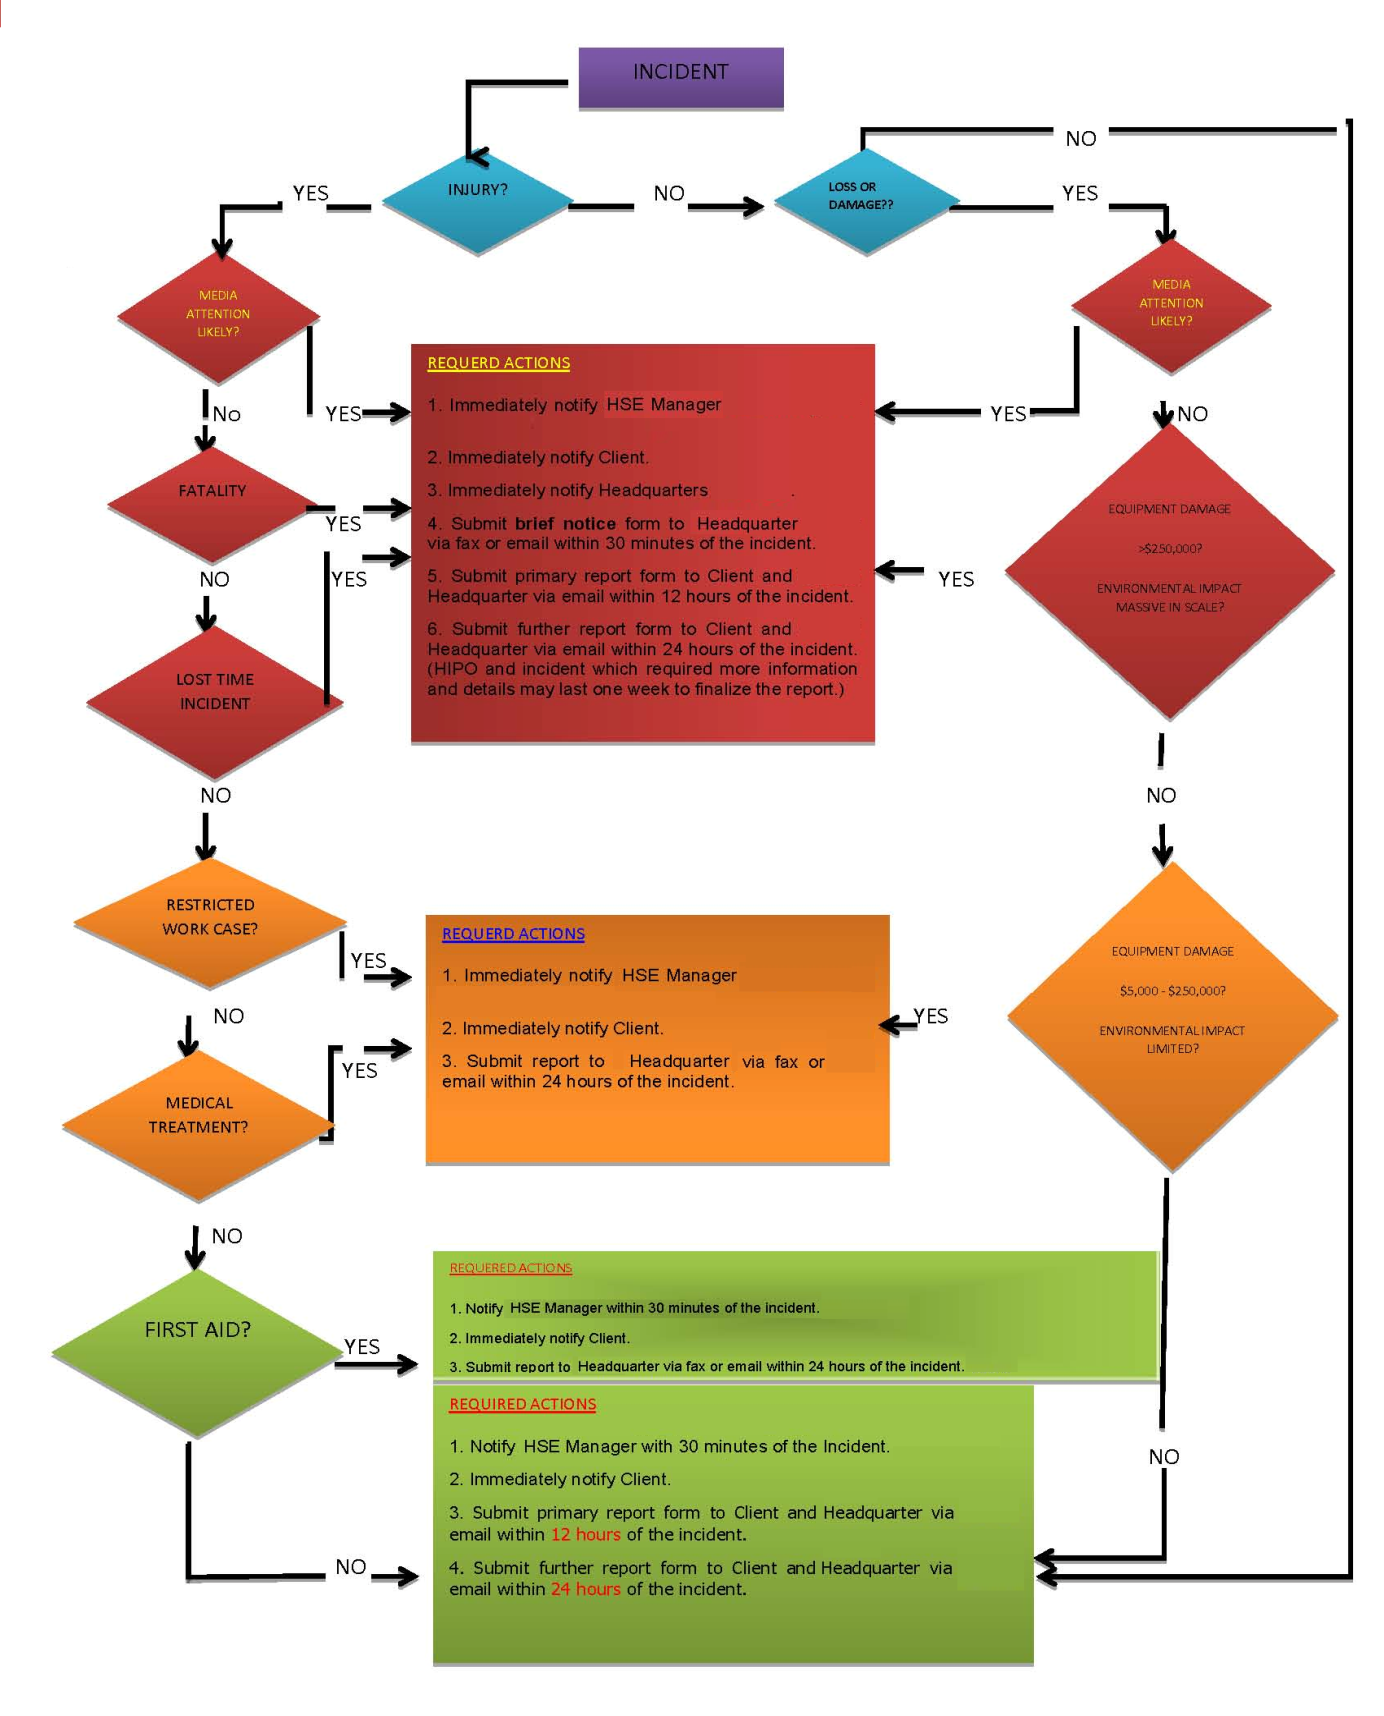 INCIDENT
NO
YES
INJURY?
NO
LOSS OR
DAMAGE??
YES
MEDIA
ATTENTION
LIKELY?
MEDIA
ATTENTION
LIKELY?
No
YES
YES
NO
REQUERD ACTIONS
1. Immediately notify HSE Manager
2. Immediately notify Client.
3. Immediately notify Headquarters .
4. Submit brief notice form to Headquarter
via fax or email within 30 minutes of the incident.
5. Submit primary report form to Client and
Headquarter via email within 12 hours of the incident.
6. Submit further report form to Client and
Headquarter via email within 24 hours of the incident.
(HIPO and incident which required more information
and details may last one week to finalize the report.)
FATALITY
YES
NO
YES
EQUIPMENT DAMAGE
>$250,000?
ENVIRONMENTAL IMPACT
MASSIVE IN SCALE?
YES
LOST TIME
INCIDENT
NO
NO
RESTRICTED
WORK CASE?
YES
NO
REQUERD ACTIONS
1. Immediately notify HSE Manager
2. Immediately notify Client.
3. Submit report to Headquarter via fax or
email within 24 hours of the incident.
YES
EQUIPMENT DAMAGE
$5,000 - $250,000?
ENVIRONMENTAL IMPACT
LIMITED?
YES
MEDICAL
TREATMENT?
NO
FIRST AID?
YES
REQUERED ACTIONS
1. Notify HSE Manager within 30 minutes of the incident.
2. Immediately notify Client.
3. Submit report to Headquarter via fax or email within 24 hours of the incident.
REQUIRED ACTIONS
1. Notify HSE Manager with 30 minutes of the Incident.
2. Immediately notify Client.
3. Submit primary report form to Client and Headquarter via
email within 12 hours of the incident.
4. Submit further report form to Client and Headquarter via
email within 24 hours of the incident.
NO
NO